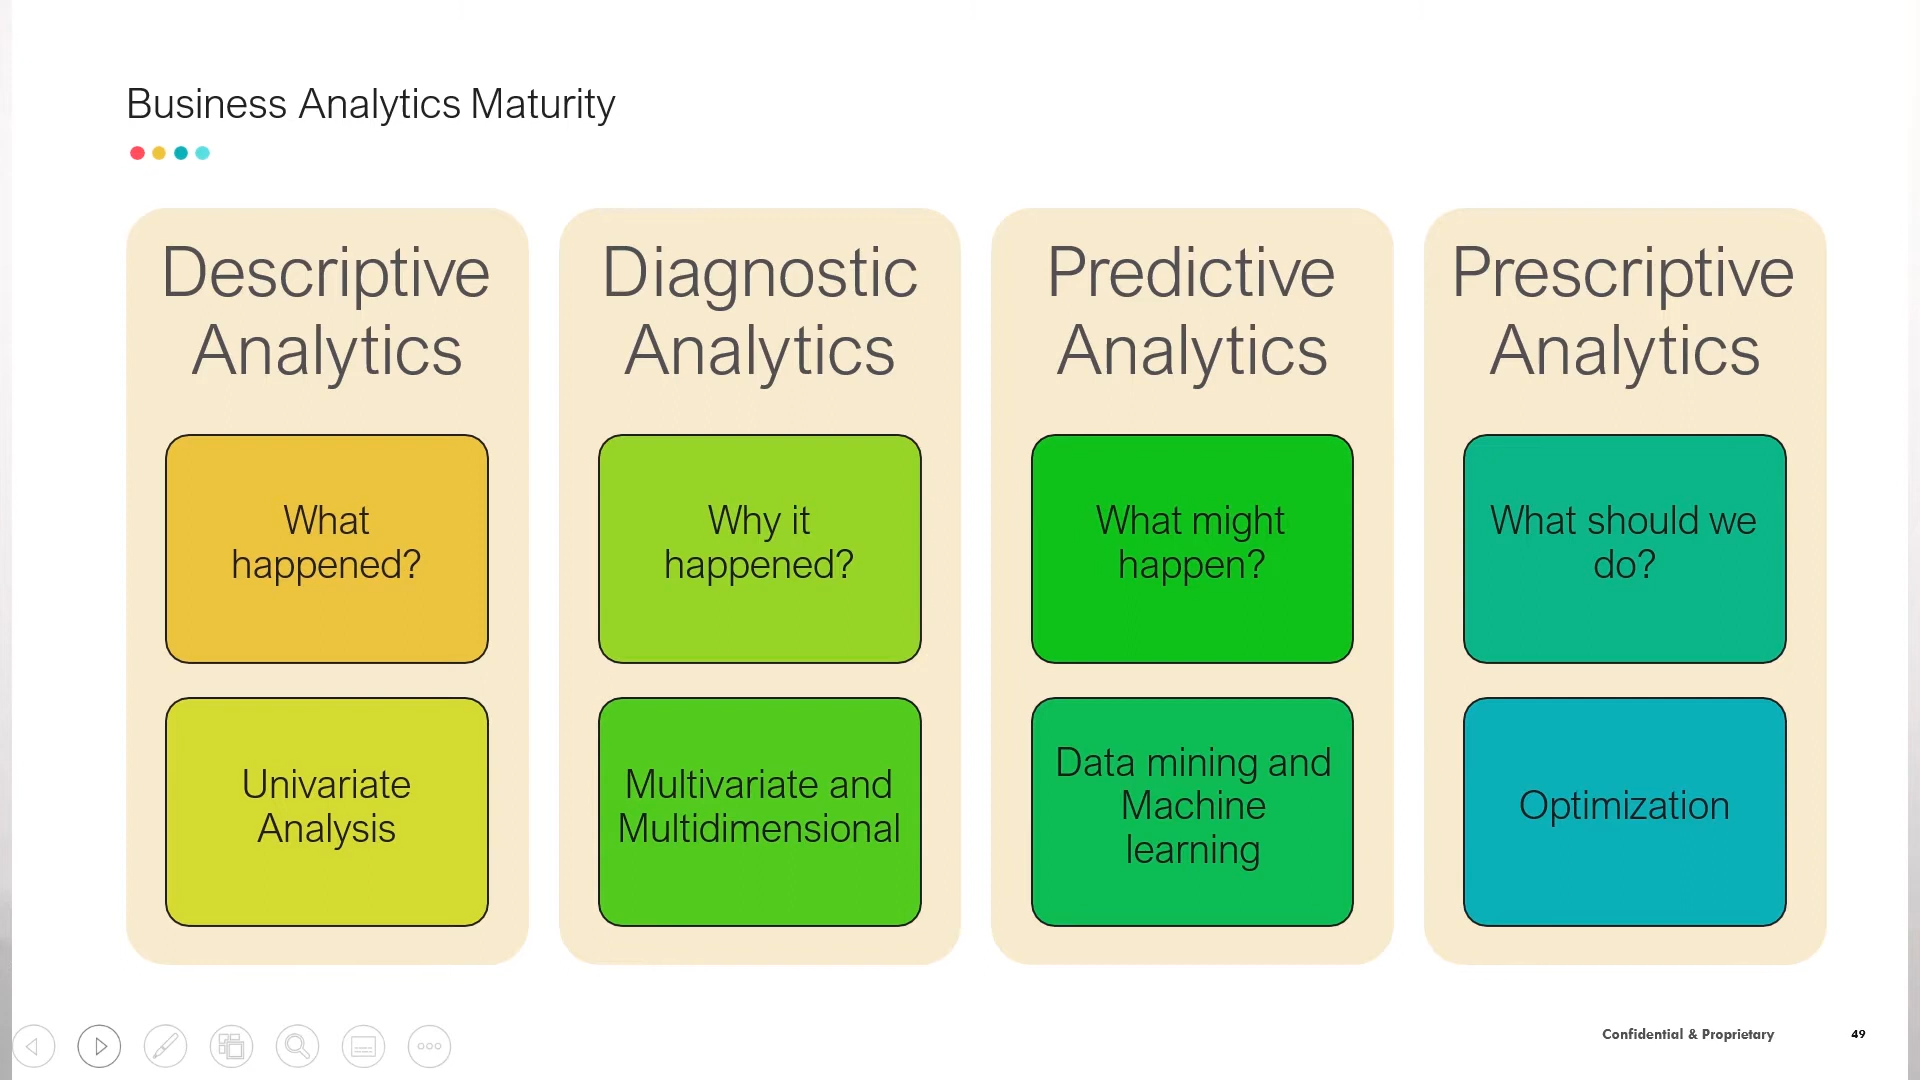 Business Analytics Maturity
Descriptive
Analytics
What
happened?
Univariate
Analysis
Diagnostic
Analytics
Why it
happened?
Multivariate and
Multidimensional
Predictive
Analytics
What might
happen?
Data mining and
Machine
learning
Prescriptive
Analytics
What should we
do?
Optimization
Confidential & Proprietary
49